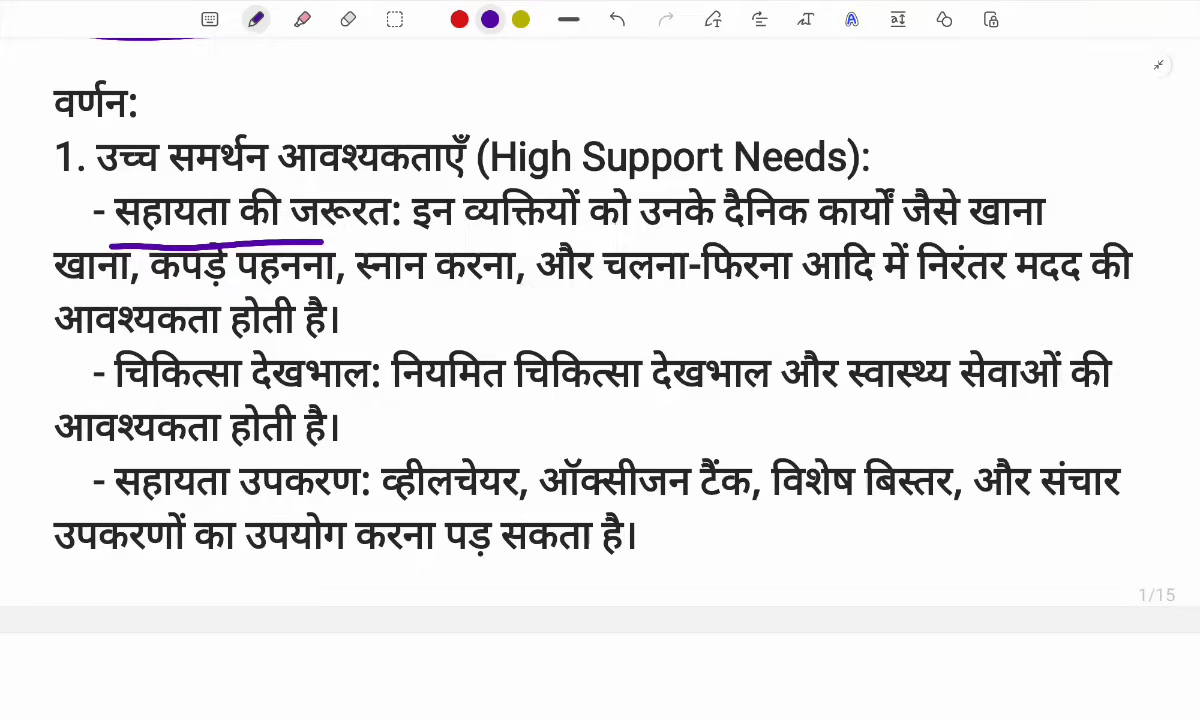 वर्णन:
1. उच्च समर्थन आवश्यकताएँ (High Support Needs):
- सहायता की जरूरत: इन व्यक्तियों को उनके दैनिक कार्यों जैसे खाना
खाना, कपड़े पहनना, स्नान करना, और चलना-फिरना आदि में निरंतर मदद की
आवश्यकता होती है।
- चिकित्सा देखभाल: नियमित चिकित्सा देखभाल और स्वास्थ्य सेवाओं की
आवश्यकता होती है।
- सहायता उपकरण: व्हीलचेयर, ऑक्सीजन टैंक, विशेष बिस्तर, और संचार
उपकरणों का उपयोग करना पड़ सकता है।
1/15